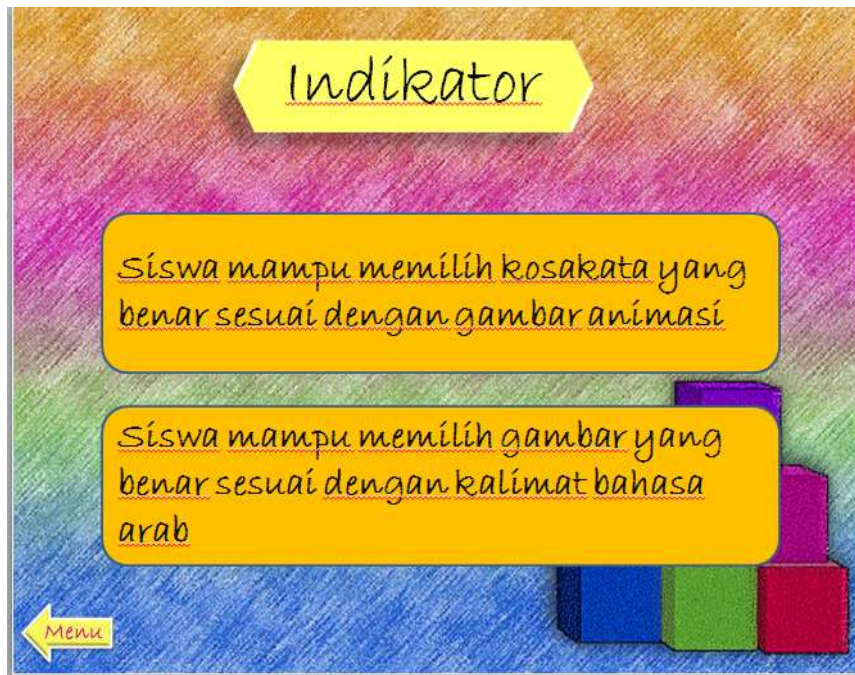 Indikator
Siswa mampu memilih kosakata yang
benar sesuai dengan gambar animasi
Siswa mampu memilih gambar yang
benar sesuai dengan kalimat bahasa
arab
Menu